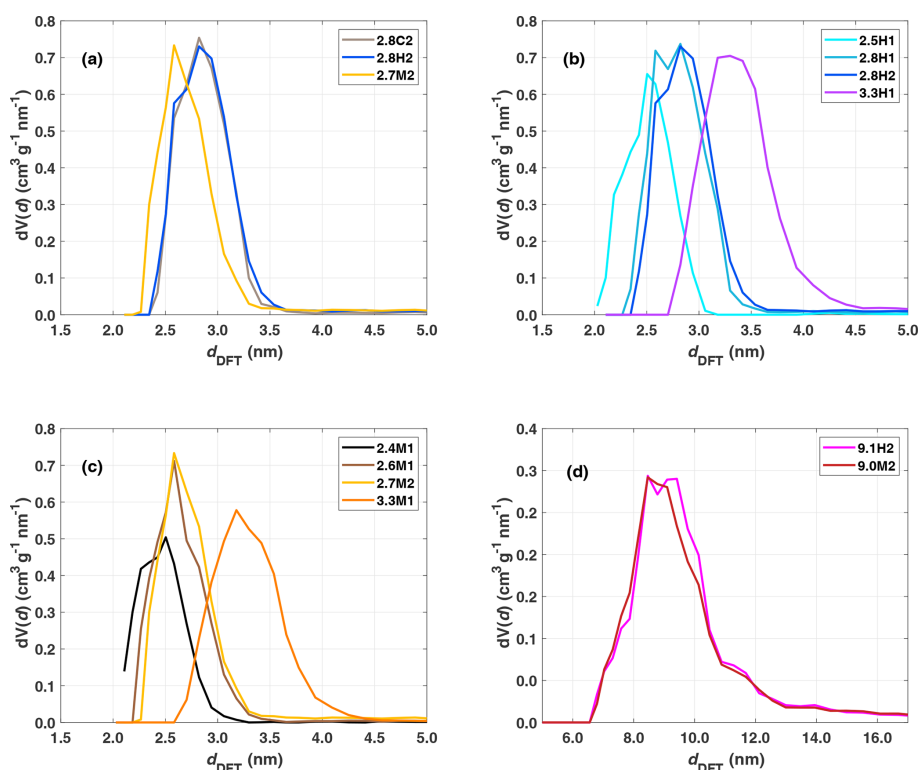 (a)
2.8C2
2.8H2
2.7M2
0.8
0.7
0.6
0.5
0.4
0.3
0.2
0.1
0.0
1.5 2.0 2.5 3.0 3.5 4.0 4.5 5.0
dV(d) (cm³ g⁻¹ nm⁻¹)
d_DFT (nm)
(b)
2.5H1
2.8H1
2.8H2
3.3H1
0.8
0.7
0.6
0.5
0.4
0.3
0.2
0.1
0.0
1.5 2.0 2.5 3.0 3.5 4.0 4.5 5.0
dV(d) (cm³ g⁻¹ nm⁻¹)
d_DFT (nm)
(c)
2.4M1
2.6M1
2.7M2
3.3M1
0.8
0.7
0.6
0.5
0.4
0.3
0.2
0.1
0.0
1.5 2.0 2.5 3.0 3.5 4.0 4.5 5.0
dV(d) (cm³ g⁻¹ nm⁻¹)
d_DFT (nm)
(d)
9.1H2
9.0M2
0.4
0.3
0.2
0.2
0.1
0.0
0.0
6.0 8.0 10.0 12.0 14.0 16.0
dV(d) (cm³ g⁻¹ nm⁻¹)
d_DFT (nm)